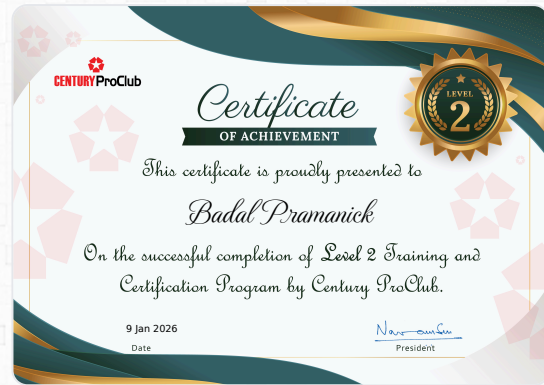 CENTURY ProClub
Certificate
OF ACHIEVEMENT
LEVEL
2
This certificate is proudly presented to
Badal Pramanick
On the successful completion of Level 2 Training and
Certification Program by Century ProClub.
9 Jan 2026
Date
President